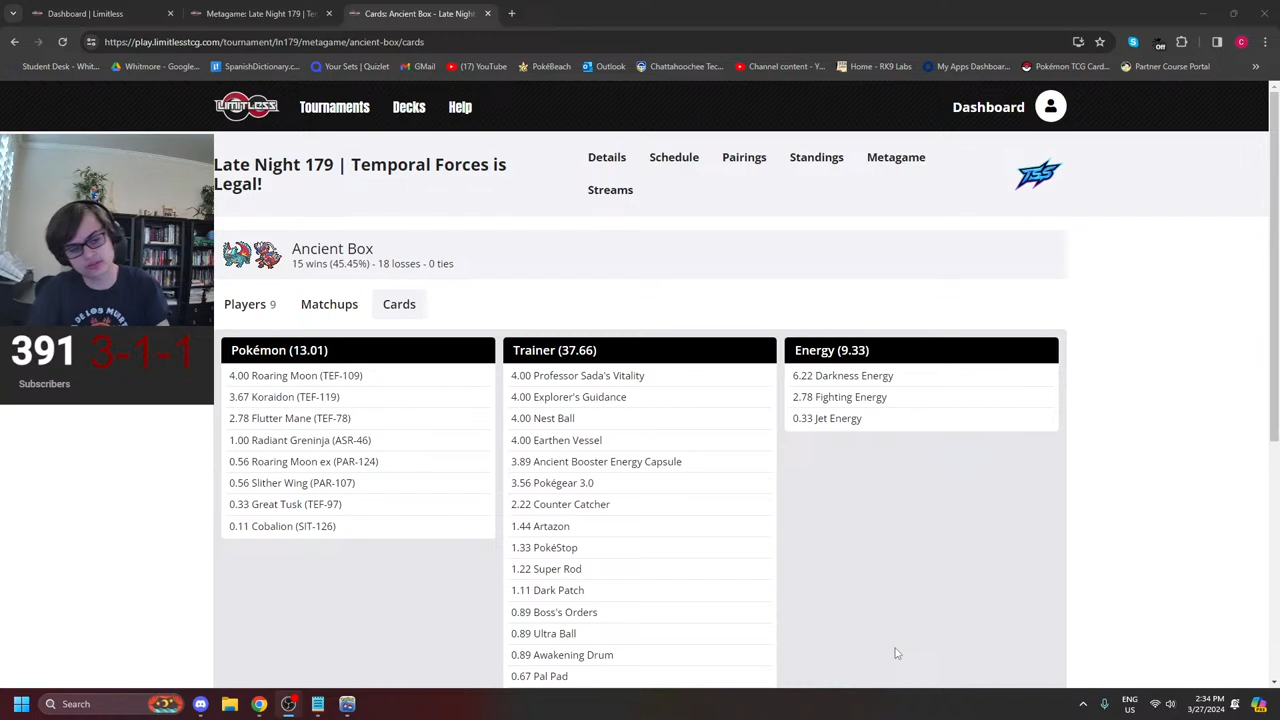 Dashboard | Limitless
Metagame: Late Night 179 | Te
Cards: Ancient Box - Late Night
https://play.limitlesstcg.com/tournament/ln179/metagame/ancient-box/cards
Student Desk - Whit...
Whitmore - Google...
SpanishDictionary.c...
Your Sets | Quizlet
GMail
(17) YouTube
PokéBeach
Outlook
Chattahoochee Tec...
Channel content - Y...
Home - RK9 Labs
My Apps Dashboar...
Pokémon TCG Card...
Partner Course Portal
LIMITLESS
Tournaments
Decks
Help
Dashboard
Late Night 179 | Temporal Forces is
Legal!
Details
Schedule
Pairings
Standings
Metagame
Streams
TSS
Ancient Box
15 wins (45.45%) - 18 losses - 0 ties
Players 9
Matchups
Cards
391
3-1-1
Subscribers
Pokémon (13.01)
4.00 Roaring Moon (TEF-109)
3.67 Koraidon (TEF-119)
2.78 Flutter Mane (TEF-78)
1.00 Radiant Greninja (ASR-46)
0.56 Roaring Moon ex (PAR-124)
0.56 Slither Wing (PAR-107)
0.33 Great Tusk (TEF-97)
0.11 Cobalion (SIT-126)
Trainer (37.66)
4.00 Professor Sada's Vitality
4.00 Explorer's Guidance
4.00 Nest Ball
4.00 Earthen Vessel
3.89 Ancient Booster Energy Capsule
3.56 Pokégear 3.0
2.22 Counter Catcher
1.44 Artazon
1.33 PokéStop
1.22 Super Rod
1.11 Dark Patch
0.89 Boss's Orders
0.89 Ultra Ball
0.89 Awakening Drum
0.67 Pal Pad
Energy (9.33)
6.22 Darkness Energy
2.78 Fighting Energy
0.33 Jet Energy
Search
ENG
US
2:34 PM
3/27/2024